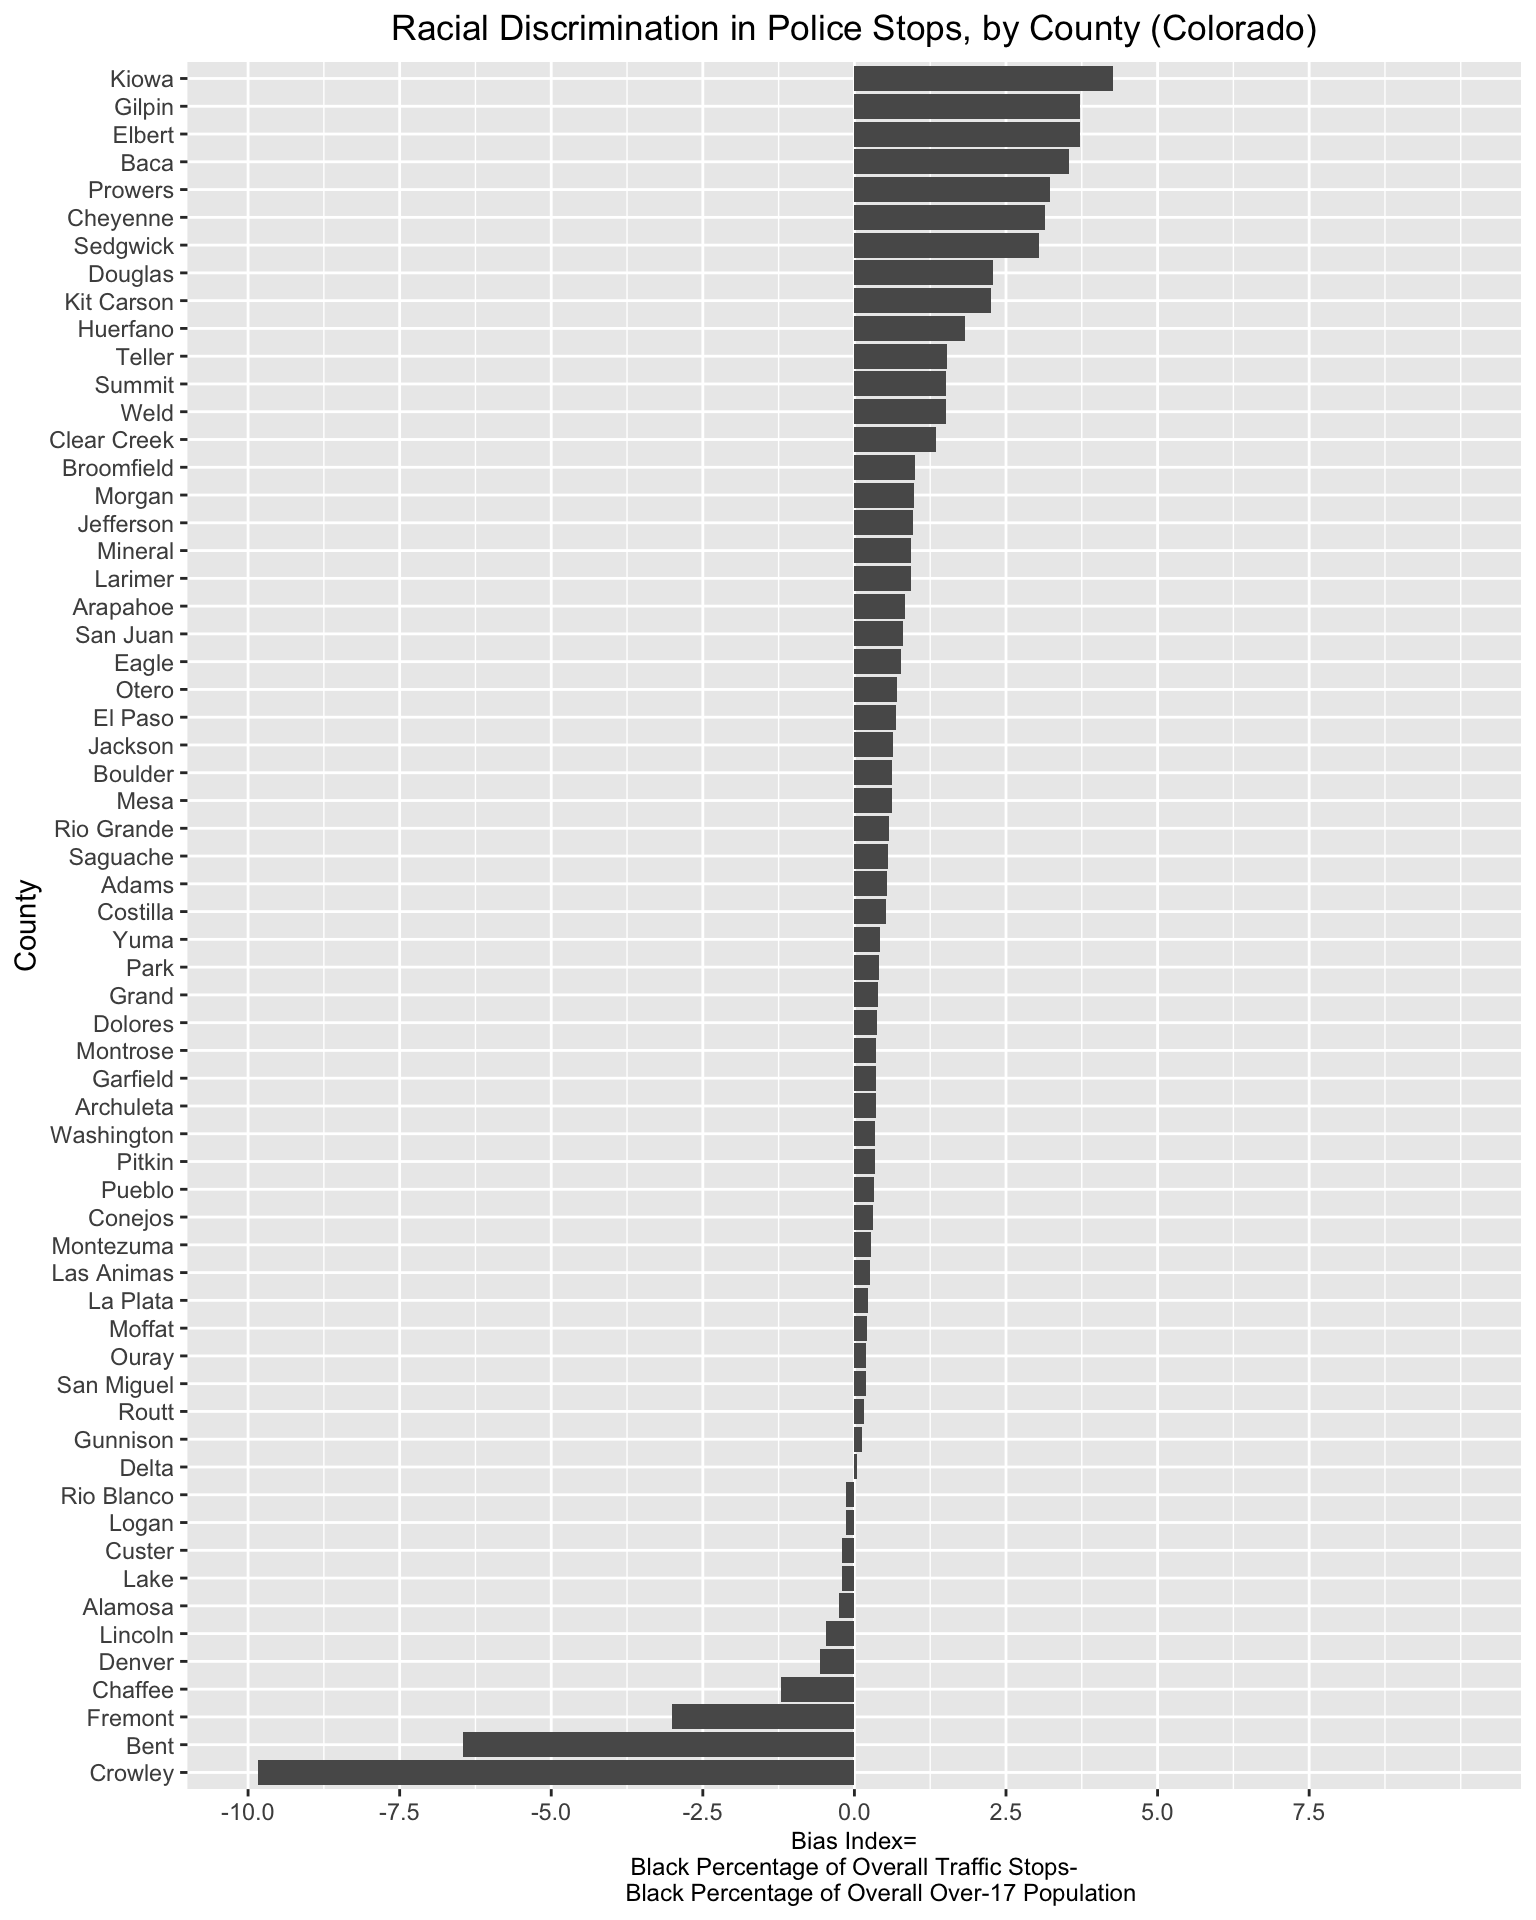 Racial Discrimination in Police Stops, by County (Colorado)
Kiowa
Gilpin
Elbert
Baca
Prowers
Cheyenne
Sedgwick
Douglas
Kit Carson
Huerfano
Teller
Summit
Weld
Clear Creek
Broomfield
Morgan
Jefferson
Mineral
Larimer
Arapahoe
San Juan
Eagle
Otero
El Paso
Jackson
Boulder
Mesa
Rio Grande
Saguache
Adams
Costilla
Yuma
Park
Grand
Dolores
Montrose
Garfield
Archuleta
Washington
Pitkin
Pueblo
Conejos
Montezuma
Las Animas
La Plata
Moffat
Ouray
San Miguel
Routt
Gunnison
Delta
Rio Blanco
Logan
Custer
Lake
Alamosa
Lincoln
Denver
Chaffee
Fremont
Bent
Crowley
County
-10.0 -7.5 -5.0 -2.5 0.0 2.5 5.0 7.5
Bias Index=
Black Percentage of Overall Traffic Stops-
Black Percentage of Overall Over-17 Population